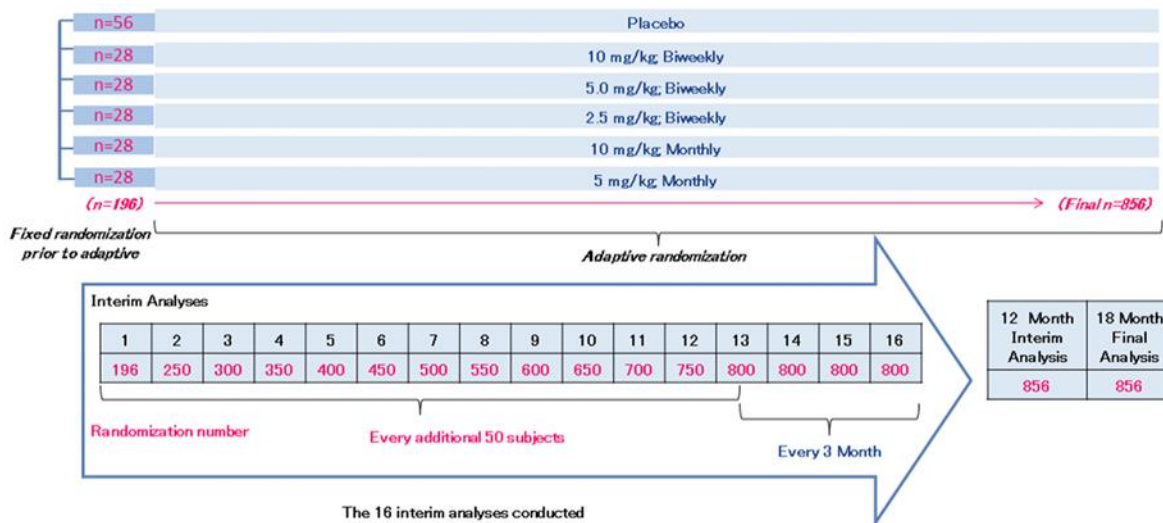 n=56 Placebo
n=28 10 mg/kg; Biweekly
n=28 5.0 mg/kg; Biweekly
n=28 2.5 mg/kg; Biweekly
n=28 10 mg/kg; Monthly
n=28 5 mg/kg; Monthly
(n=196) (Final n=856)
Fixed randomization
prior to adaptive
Adaptive randomization
Interim Analyses
1 2 3 4 5 6 7 8 9 10 11 12 13 14 15 16
196 250 300 350 400 450 500 550 600 650 700 750 800 800 800 800
Randomization number
Every additional 50 subjects
Every 3 Month
The 16 interim analyses conducted
12 Month
Interim
Analysis
18 Month
Final
Analysis
856 856